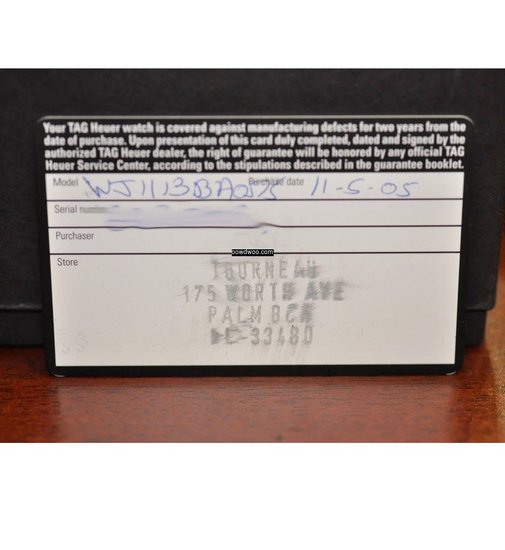 Your TAG Heuer watch is covered against manufacturing defects for two years from the
date of purchase. Upon presentation of this card duly completed, dated and signed by the
authorized TAG Heuer dealer, the right of guarantee will be honored by any official TAG
Heuer Service Center, according to the stipulations described in the guarantee booklet.
Model Purchase date 11-5-05
Serial
Purchaser
oowdwoo.com
Store
TOURNEAU
175 WORTH AVE
PALM BCH
33480